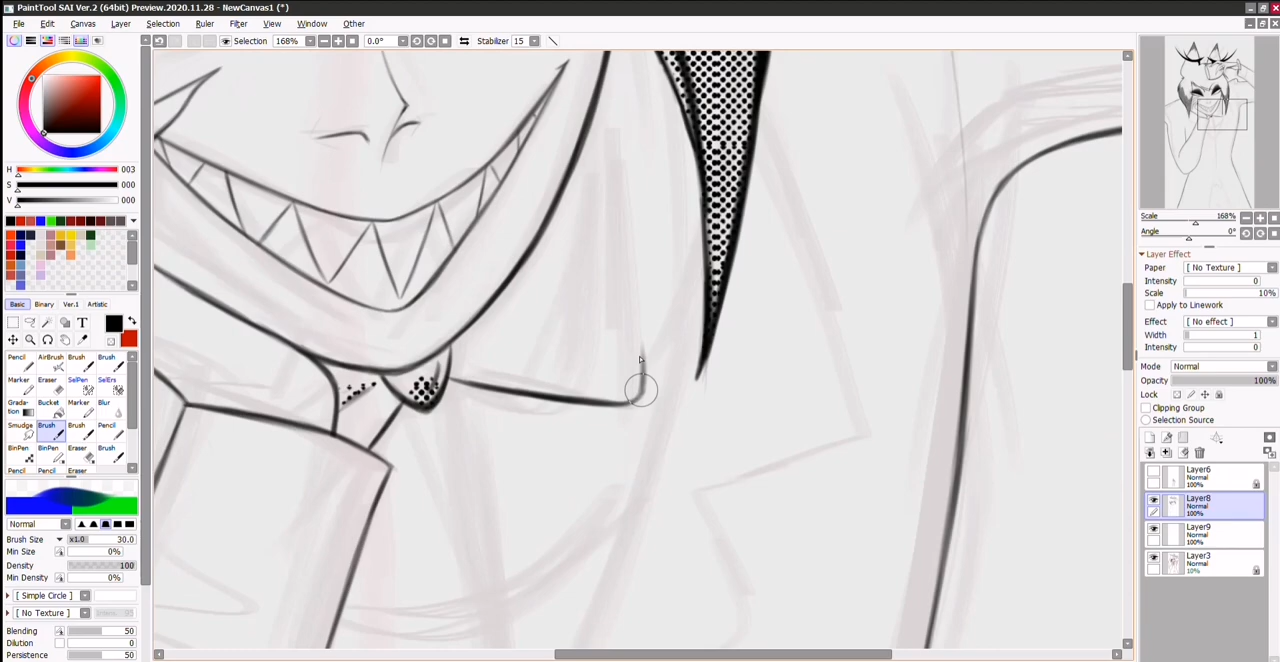 PaintTool SAI Ver.2 (64bit) Preview.2020.11.28 - NewCanvas1 (*)
File Edit Canvas Layer Selection Ruler Filter View Window Other
Selection 168% 0.0° Stabilizer 15
H 003
S 000
V 000
Basic Binary Ver.1 Artistic
T
Pencil AirBrush Brush Brush
Marker Eraser SelPen SelErs
Grada-
tion Bucket Marker Blur
Smudge Brush Brush Pencil
BinPen BinPen Eraser Brush
Pencil Pencil Eraser
Normal
Brush Size x1.0 30.0
Min Size 0%
Density 100
Min Density 0%
[ Simple Circle ]
[ No Texture ]
Blending 50
Dilution 0
Persistence 50
Scale 168%
Angle 0°
Layer Effect
Paper [ No Texture ]
Intensity 0
Scale 10%
Apply to Linework
Effect [ No effect ]
Width 1
Intensity 0
Mode Normal
Opacity 100%
Lock
Clipping Group
Selection Source
Layer6
Normal
100%
Layer8
Normal
100%
Layer9
Normal
100%
Layer3
Normal
10%